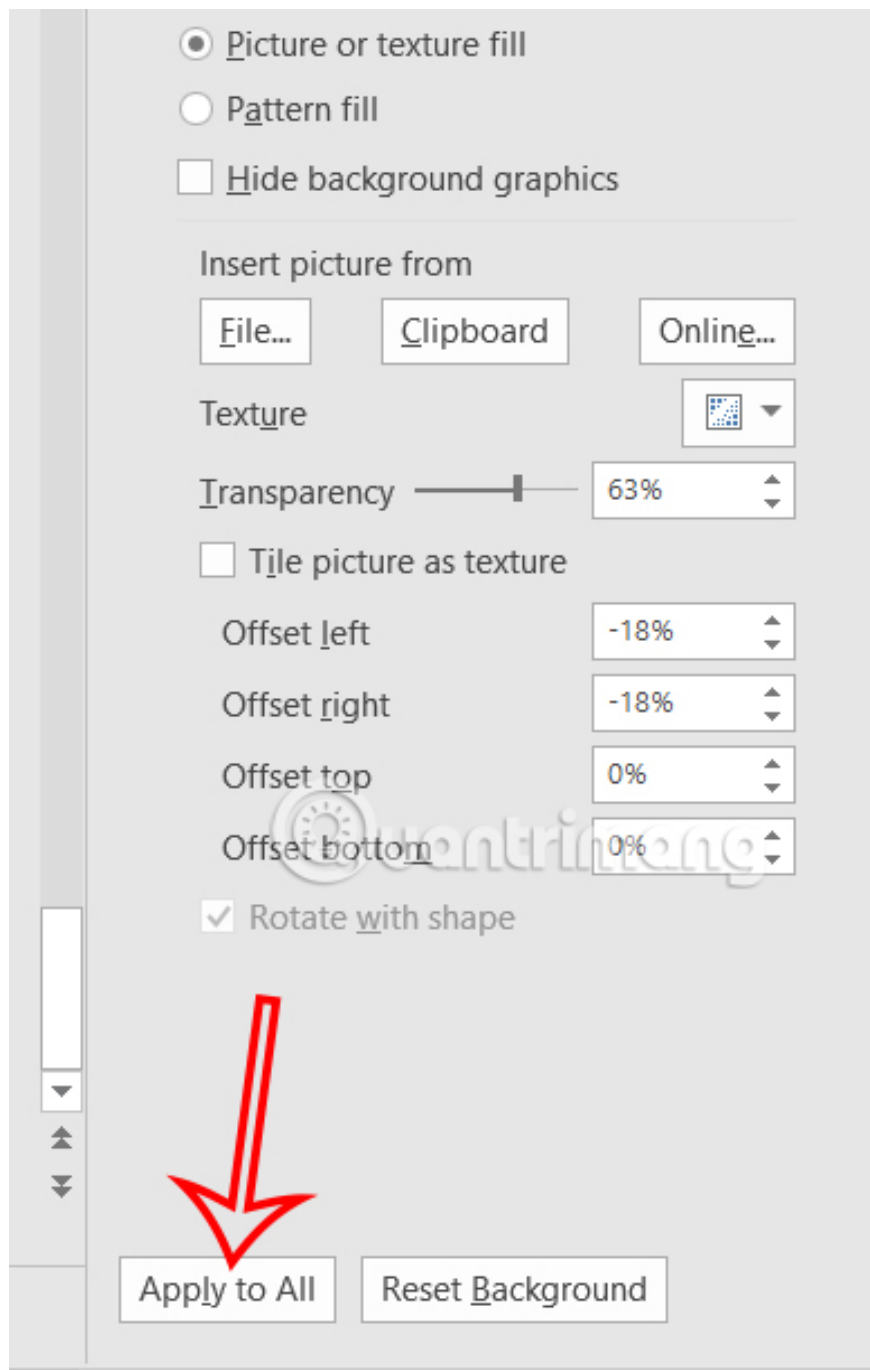 Picture or texture fill
Pattern fill
Hide background graphics
Insert picture from
File... Clipboard Online...
Texture
Transparency 63%
Tile picture as texture
Offset left -18%
Offset right -18%
Offset top 0%
Offset bottom 0%
Quantrimang
Rotate with shape
Apply to All Reset Background